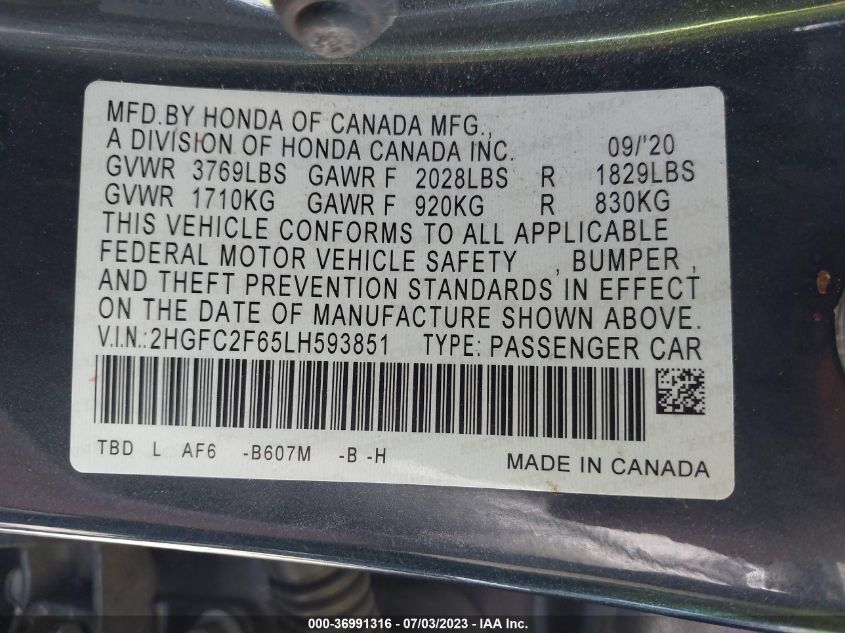 MFD.BY HONDA OF CANADA MFG.,
A DIVISION OF HONDA CANADA INC. 09/'20
GVWR 3769LBS GAWR F 2028LBS R 1829LBS
GVWR 1710KG GAWR F 920KG R 830KG
THIS VEHICLE CONFORMS TO ALL APPLICABLE
FEDERAL MOTOR VEHICLE SAFETY , BUMPER ,
AND THEFT PREVENTION STANDARDS IN EFFECT
ON THE DATE OF MANUFACTURE SHOWN ABOVE.
V.I.N.:2HGFC2F65LH593851 TYPE: PASSENGER CAR
TBD L AF6 -B607M -B -H MADE IN CANADA
000-36991316 - 07/03/2023 - IAA Inc.